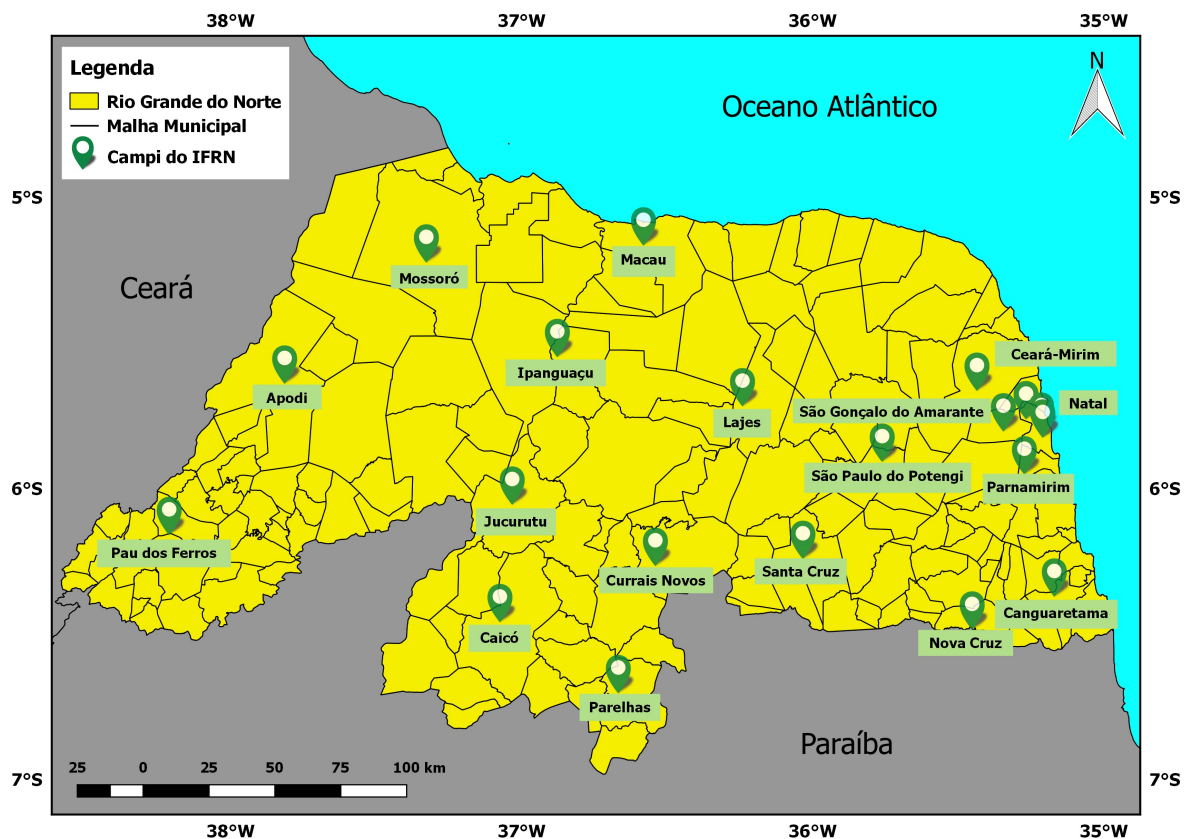 38°W 37°W 36°W 35°W
N
Legenda
Rio Grande do Norte
Malha Municipal
Campi do IFRN
Oceano Atlântico
5°S 5°S
Macau
Mossoró
Ceará
Ceará-Mirim
Ipanguaçu
Apodi
Natal
São Gonçalo do Amarante
Lajes
São Paulo do Potengi
Parnamirim
6°S 6°S
Jucurutu
Pau dos Ferros
Santa Cruz
Currais Novos
Canguaretama
Caicó
Nova Cruz
Parelhas
Paraíba
25 0 25 50 75 100 km
7°S 7°S
38°W 37°W 36°W 35°W